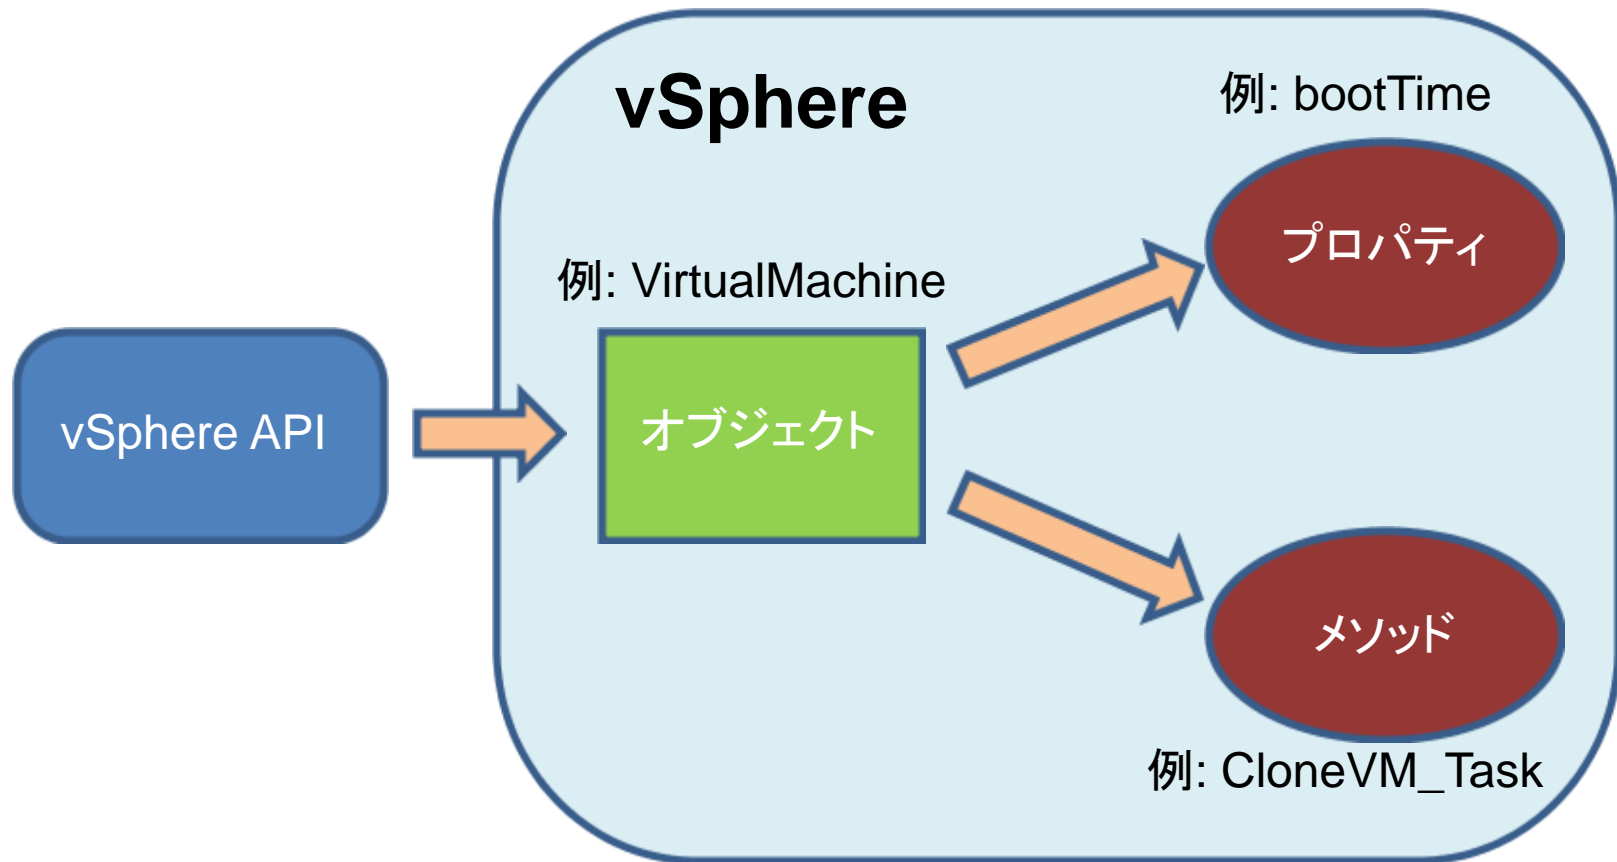 vSphere
例: bootTime
プロパティ
例: VirtualMachine
vSphere API
オブジェクト
メソッド
例: CloneVM_Task